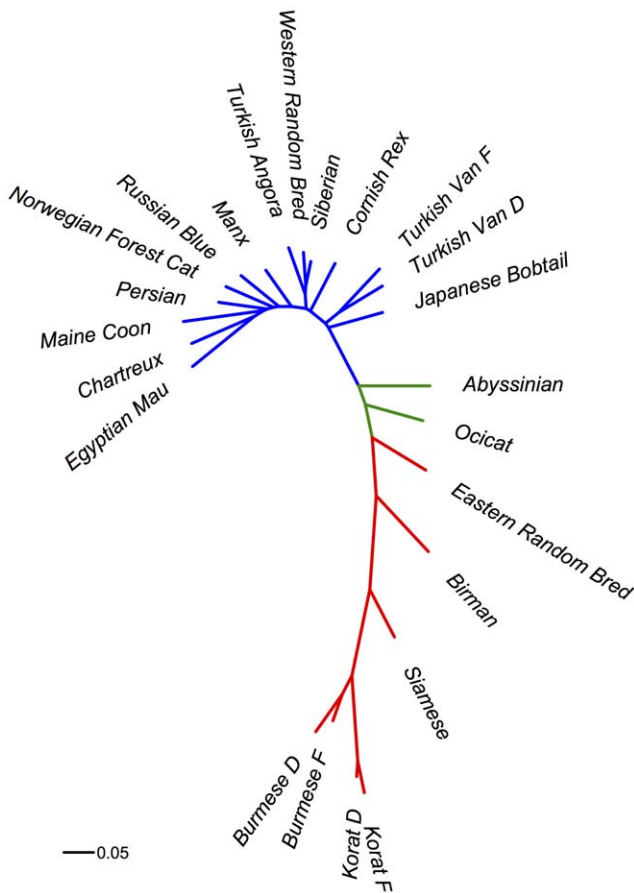 Western Random Bred
Turkish Angora
Siberian
Cornish Rex
Turkish Van F
Turkish Van D
Japanese Bobtail
Manx
Russian Blue
Norwegian Forest Cat
Persian
Maine Coon
Chartreux
Egyptian Mau
Abyssinian
Ocicat
Eastern Random Bred
Birman
Siamese
Burmese D
Burmese F
Korat D
Korat F
0.05